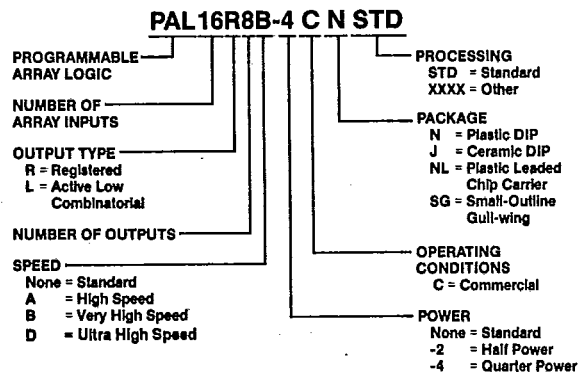 PAL16R8B-4 C N STD
PROGRAMMABLE
ARRAY LOGIC
NUMBER OF
ARRAY INPUTS
OUTPUT TYPE
R = Registered
L = Active Low
Combinatorial
NUMBER OF OUTPUTS
SPEED
None = Standard
A = High Speed
B = Very High Speed
D = Ultra High Speed
PROCESSING
STD = Standard
XXXX = Other
PACKAGE
N = Plastic DIP
J = Ceramic DIP
NL = Plastic Leaded
Chip Carrier
SG = Small-Outline
Gull-wing
OPERATING
CONDITIONS
C = Commercial
POWER
None = Standard
-2 = Half Power
-4 = Quarter Power